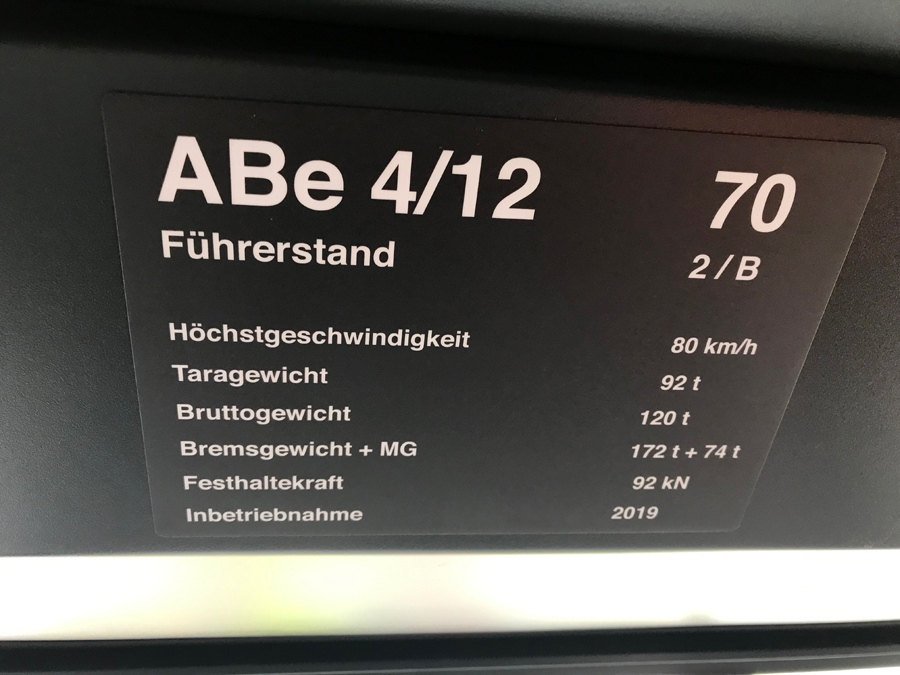 ABe 4/12 70
Führerstand 2 / B
Höchstgeschwindigkeit 80 km/h
Taragewicht 92 t
Bruttogewicht 120 t
Bremsgewicht + MG 172 t + 74 t
Festhaltekraft 92 kN
Inbetriebnahme 2019